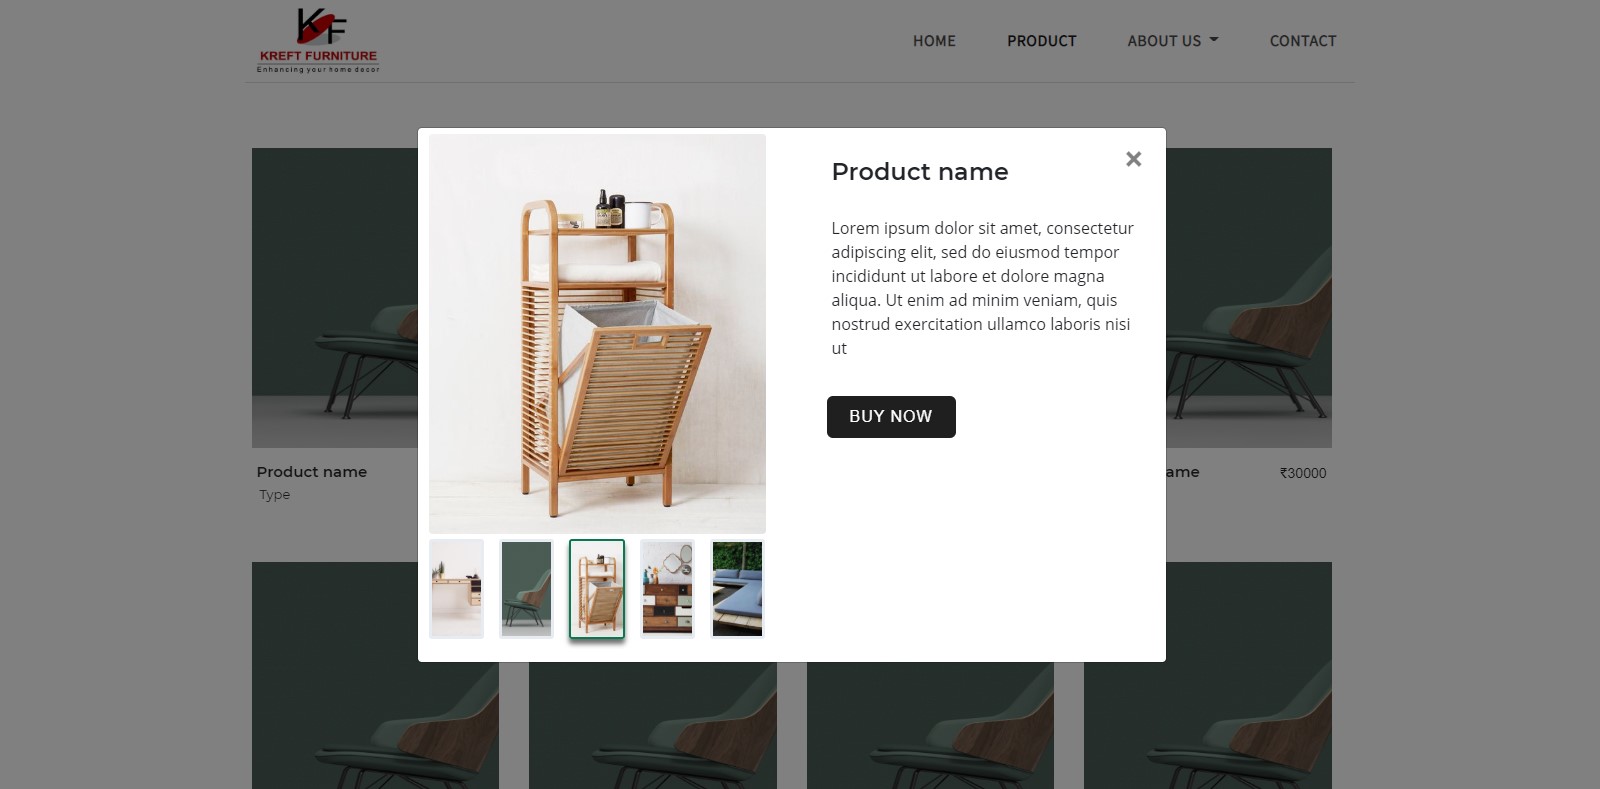 KF
KREFT FURNITURE
Enhancing your home decor
HOME
PRODUCT
ABOUT US
CONTACT
Product name
Lorem ipsum dolor sit amet, consectetur
adipiscing elit, sed do eiusmod tempor
incididunt ut labore et dolore magna
aliqua. Ut enim ad minim veniam, quis
nostrud exercitation ullamco laboris nisi
ut
BUY NOW
Product name
Type
ame
₹30000